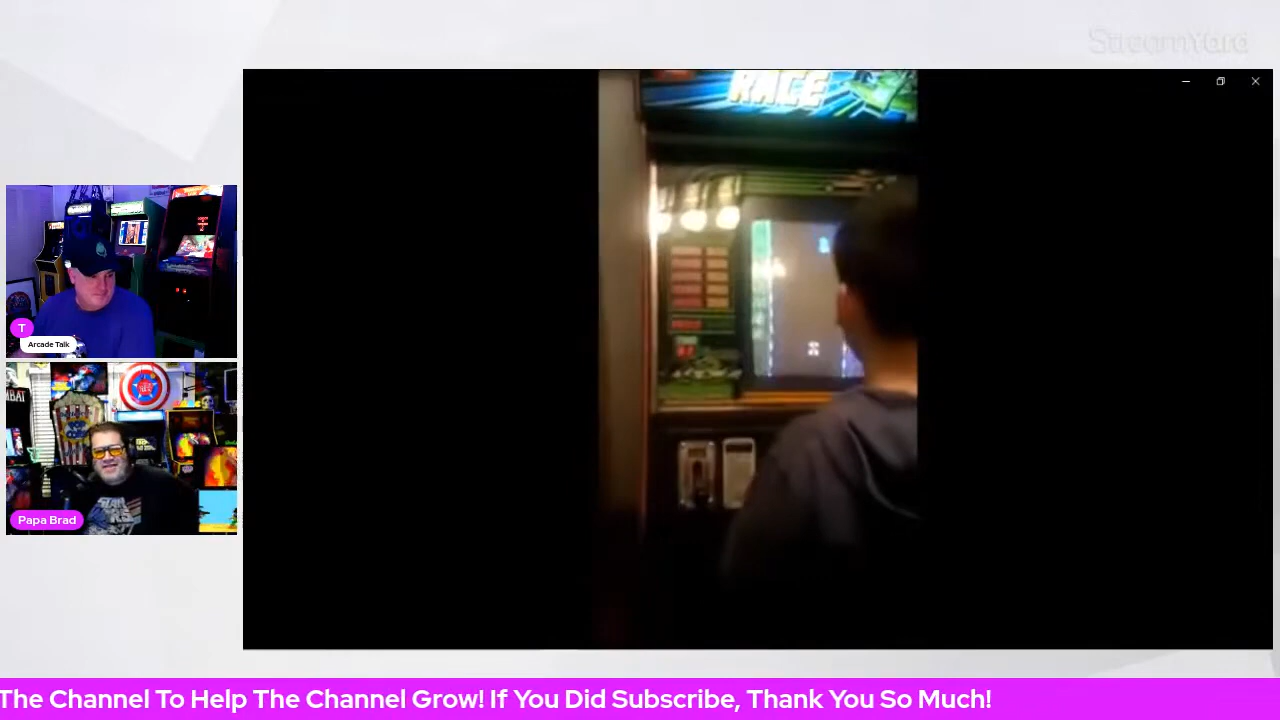 StreamYard
RACE
T
Arcade Talk
MBAT
Papa Brad
The Channel To Help The Channel Grow! If You Did Subscribe, Thank You So Much!